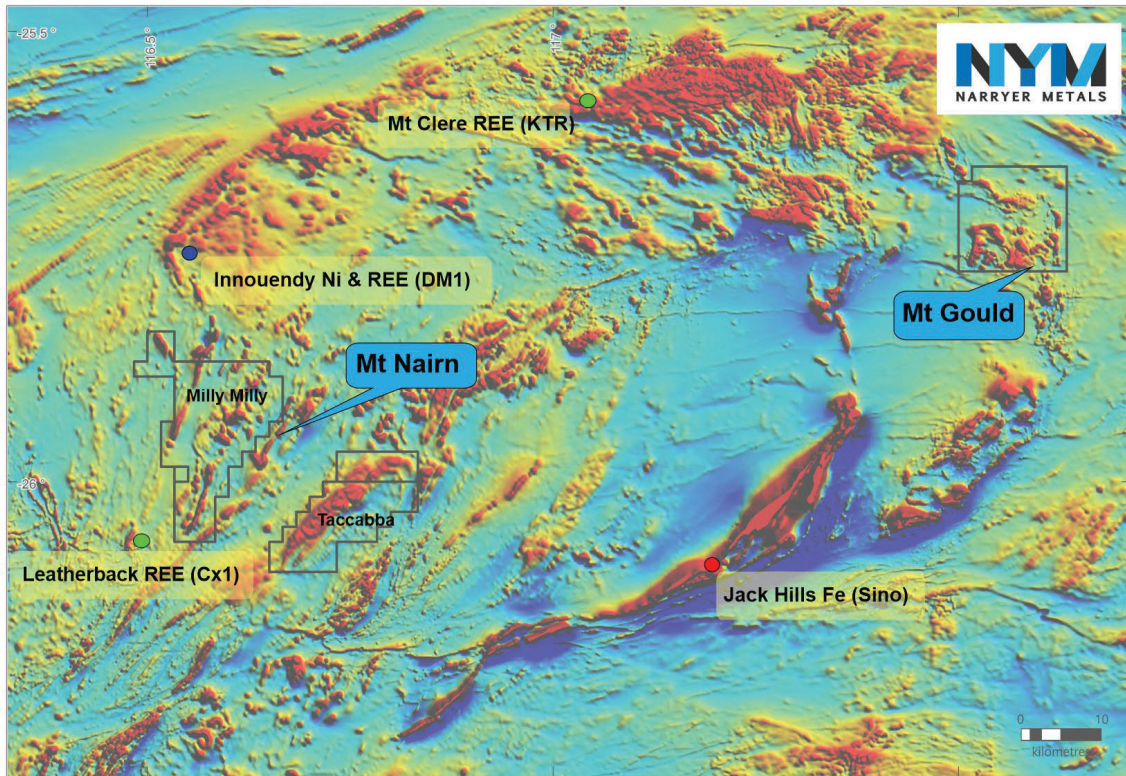 -25.5 °
116.5°
117°
NYM
NARRYER METALS
Mt Clere REE (KTR)
Innouendy Ni & REE (DM1)
Mt Gould
Mt Nairn
Milly Milly
-26 °
Taccabba
Leatherback REE (Cx1)
Jack Hills Fe (Sino)
0 10
kilometres